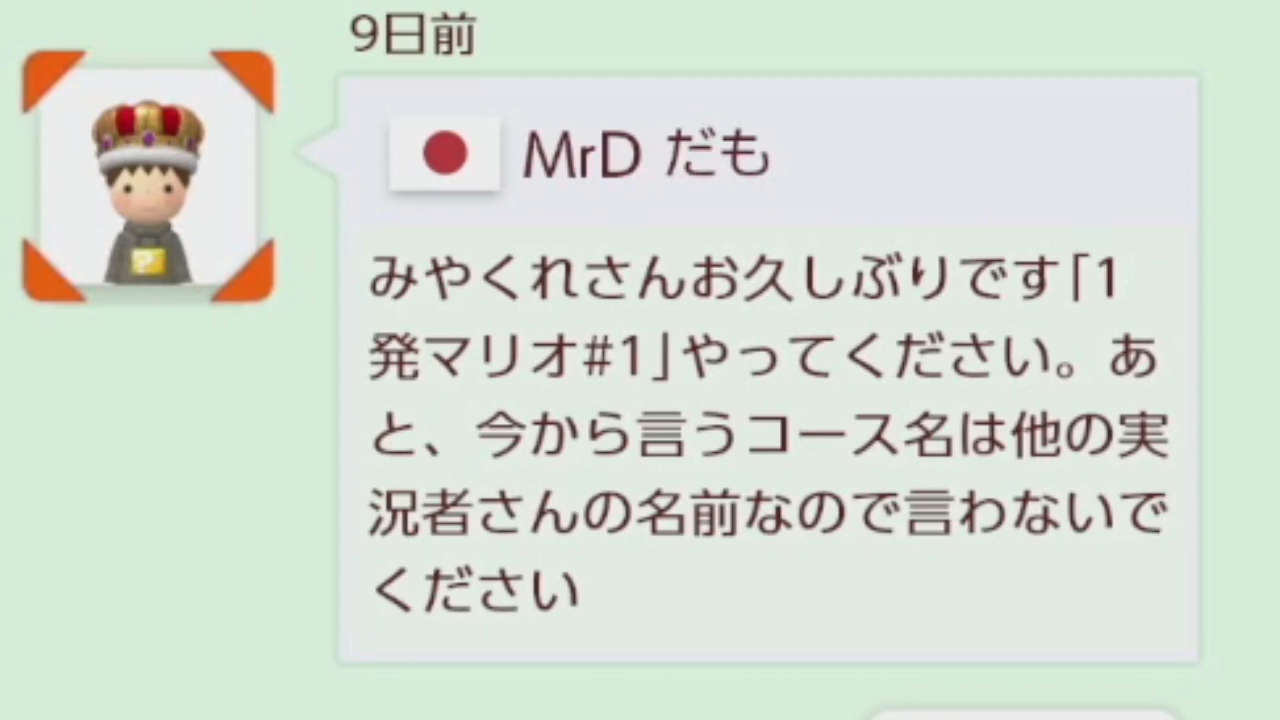 9日前
MrD だも
みやくれさんお久しぶりです「1
発マリオ#1」やってください。あ
と、今から言うコース名は他の実
況者さんの名前なので言わないで
ください